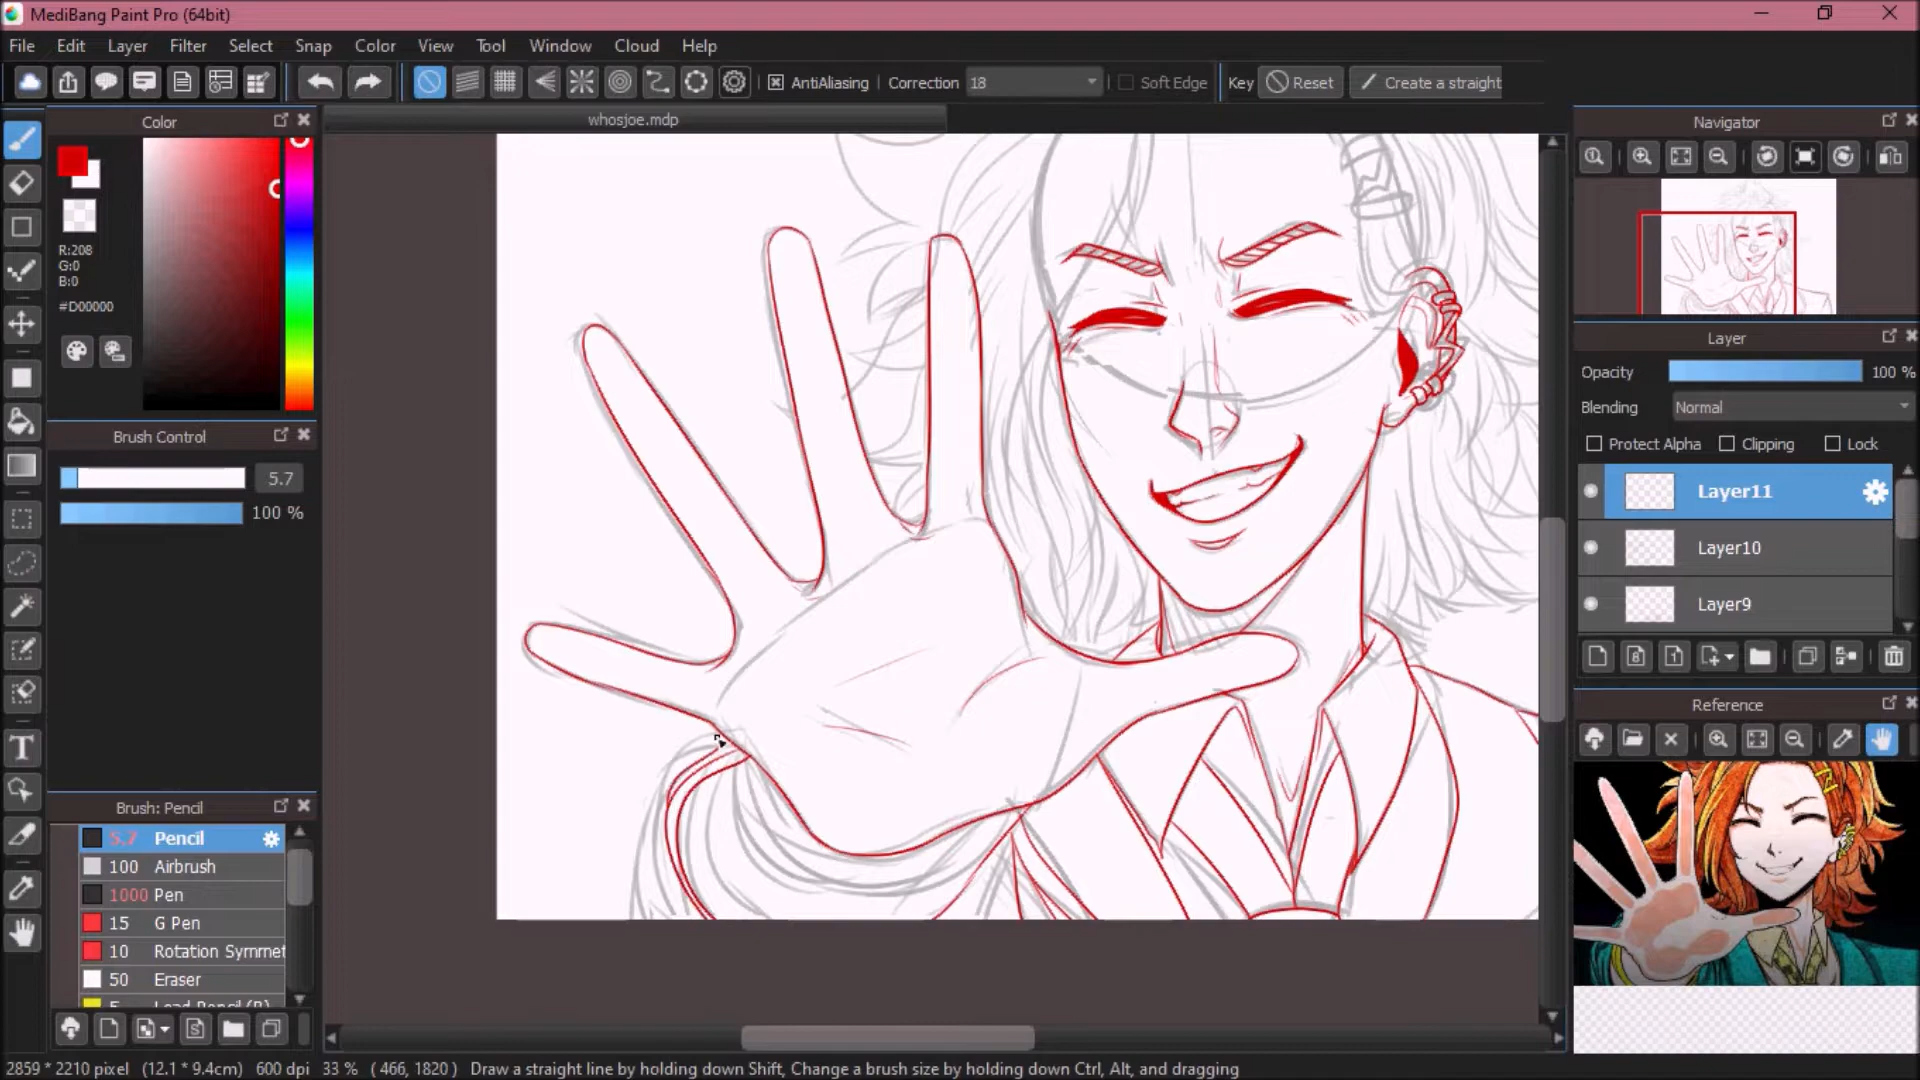 MediBang Paint Pro (64bit)
File Edit Layer Filter Select Snap Color View Tool Window Cloud Help
AntiAliasing Correction 18 Soft Edge Key Reset Create a straight
Color
whosjoe.mdp
Navigator
R:208
G:0
B:0
#D00000
Layer
Opacity 100 %
Blending Normal
Protect Alpha Clipping Lock
Brush Control
5.7
100 %
Layer11
Layer10
Layer9
Reference
Brush: Pencil
5.7 Pencil
100 Airbrush
1000 Pen
15 G Pen
10 Rotation Symmet
50 Eraser
2859 * 2210 pixel (12.1 * 9.4cm) 600 dpi 33 % ( 466, 1820 ) Draw a straight line by holding down Shift, Change a brush size by holding down Ctrl, Alt, and dragging